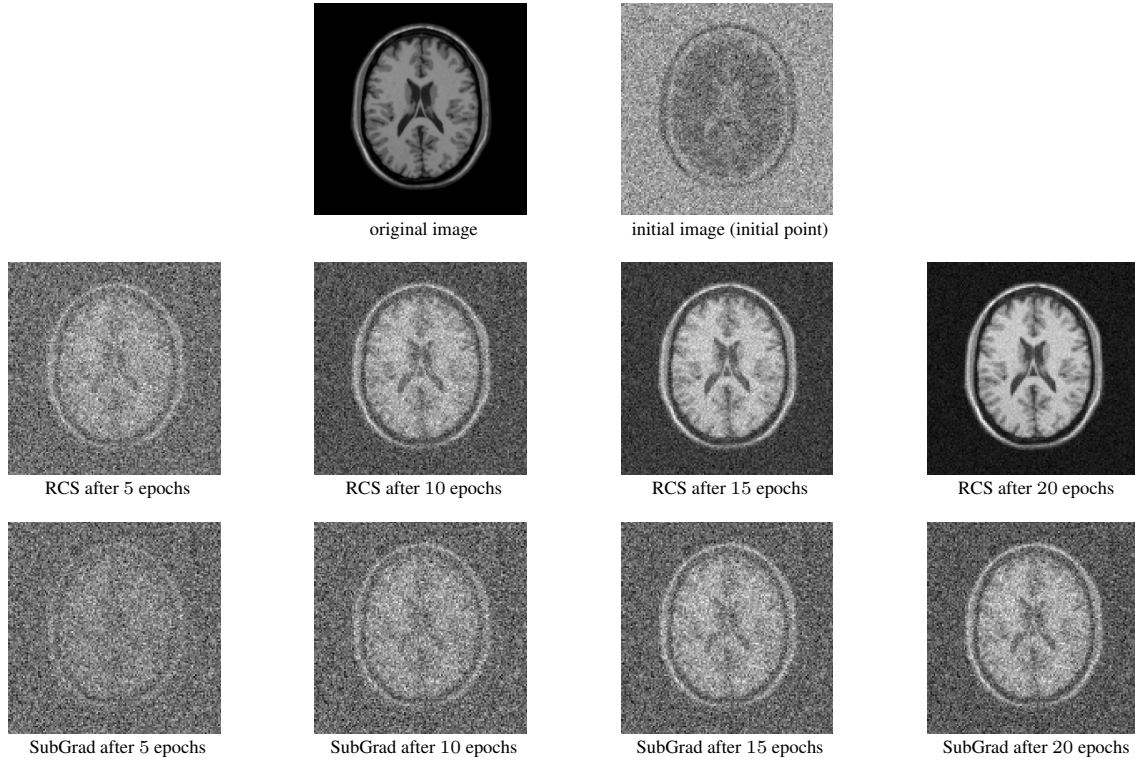 original image
initial image (initial point)
RCS after 5 epochs
RCS after 10 epochs
RCS after 15 epochs
RCS after 20 epochs
SubGrad after 5 epochs
SubGrad after 10 epochs
SubGrad after 15 epochs
SubGrad after 20 epochs